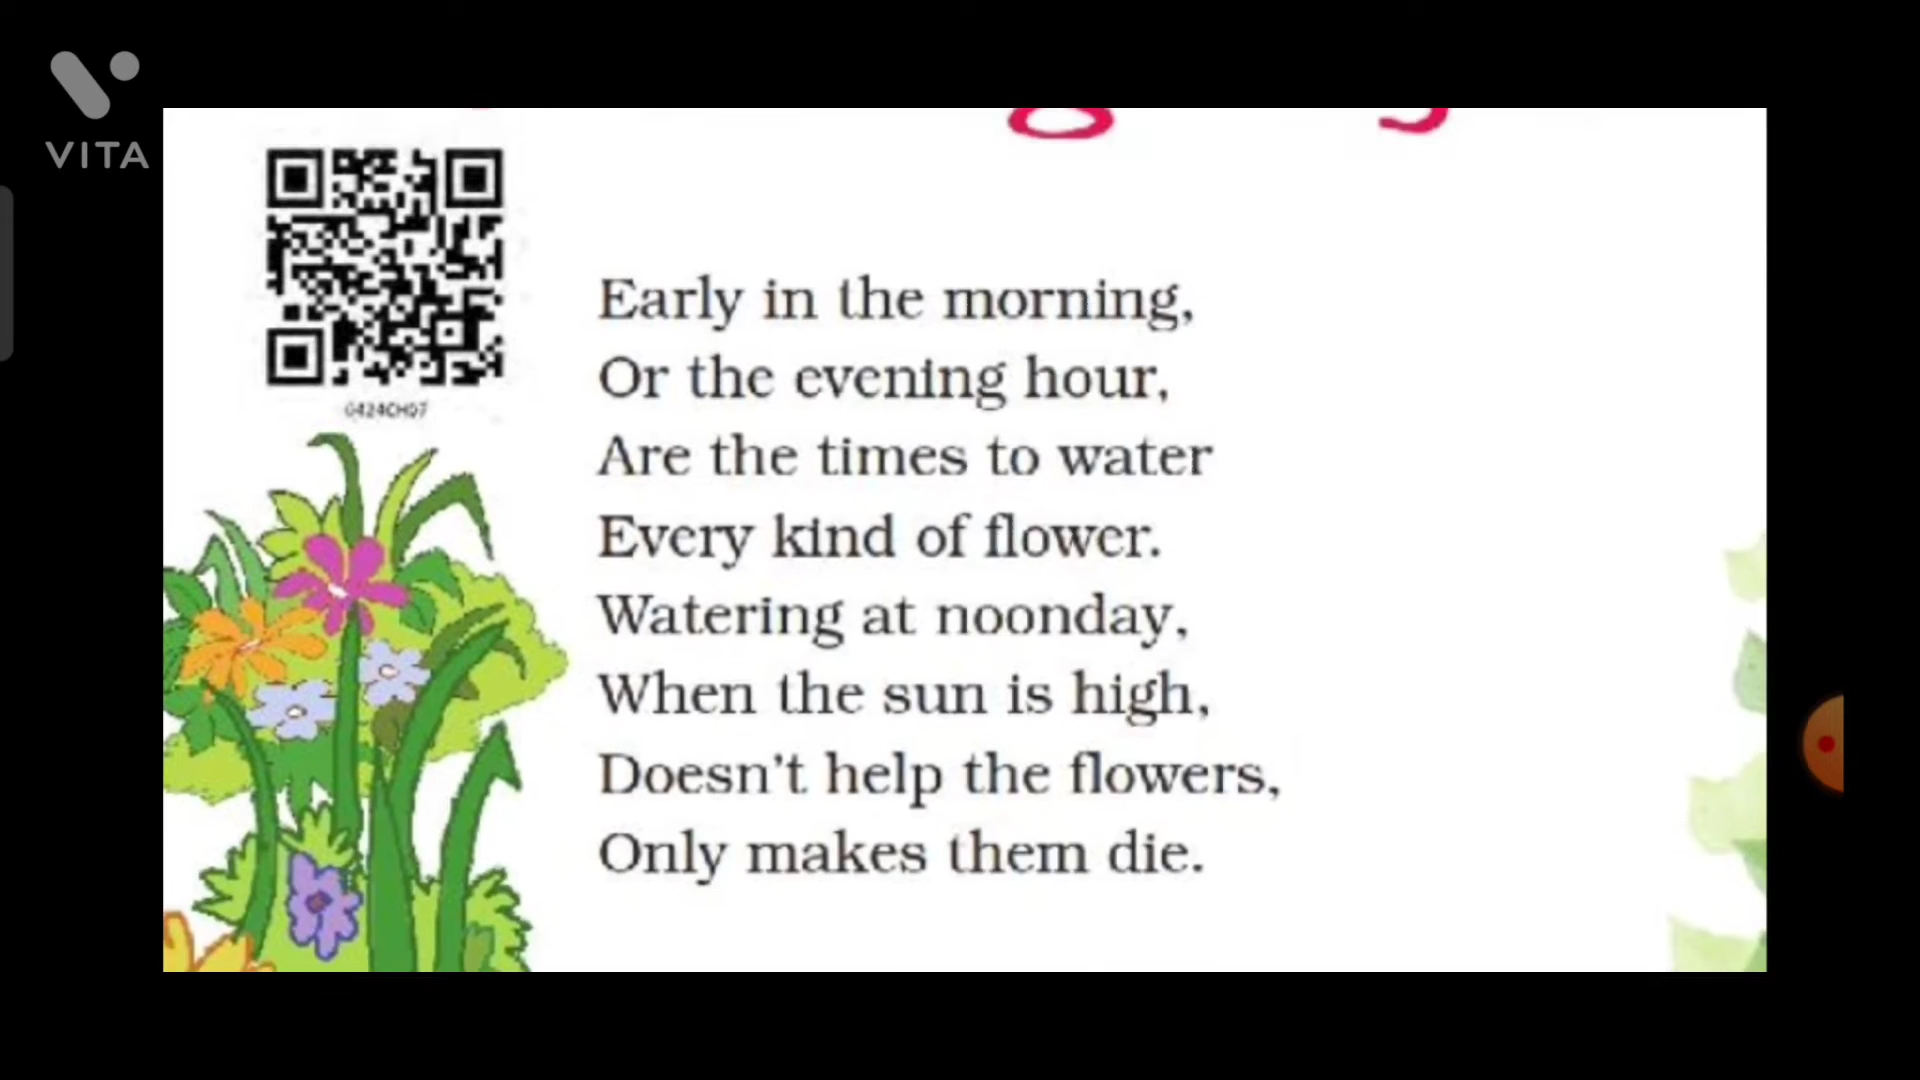 VITA
0424CH07
Early in the morning,
Or the evening hour,
Are the times to water
Every kind of flower.
Watering at noonday,
When the sun is high,
Doesn't help the flowers,
Only makes them die.